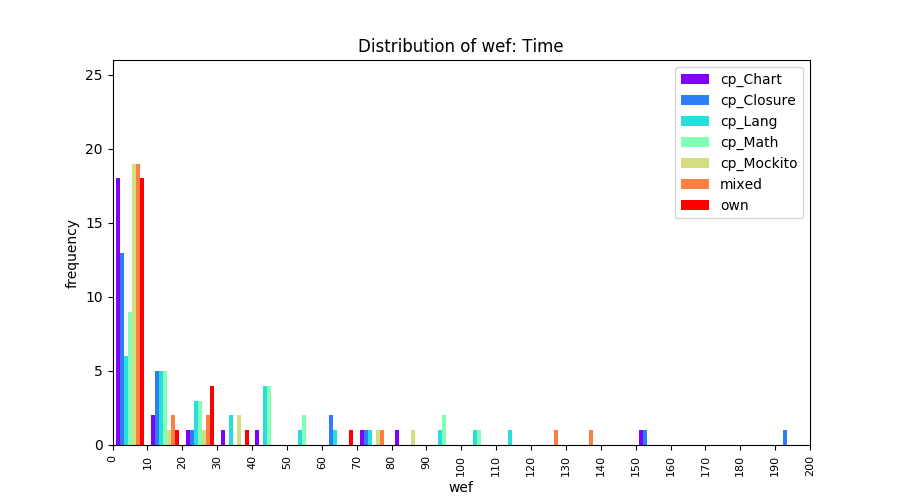 Distribution of wef: Time
25
20
15
10
5
0
frequency
cp_Chart
cp_Closure
cp_Lang
cp_Math
cp_Mockito
mixed
own
0 10 20 30 40 50 60 70 80 90 100 110 120 130 140 150 160 170 180 190 200
wef